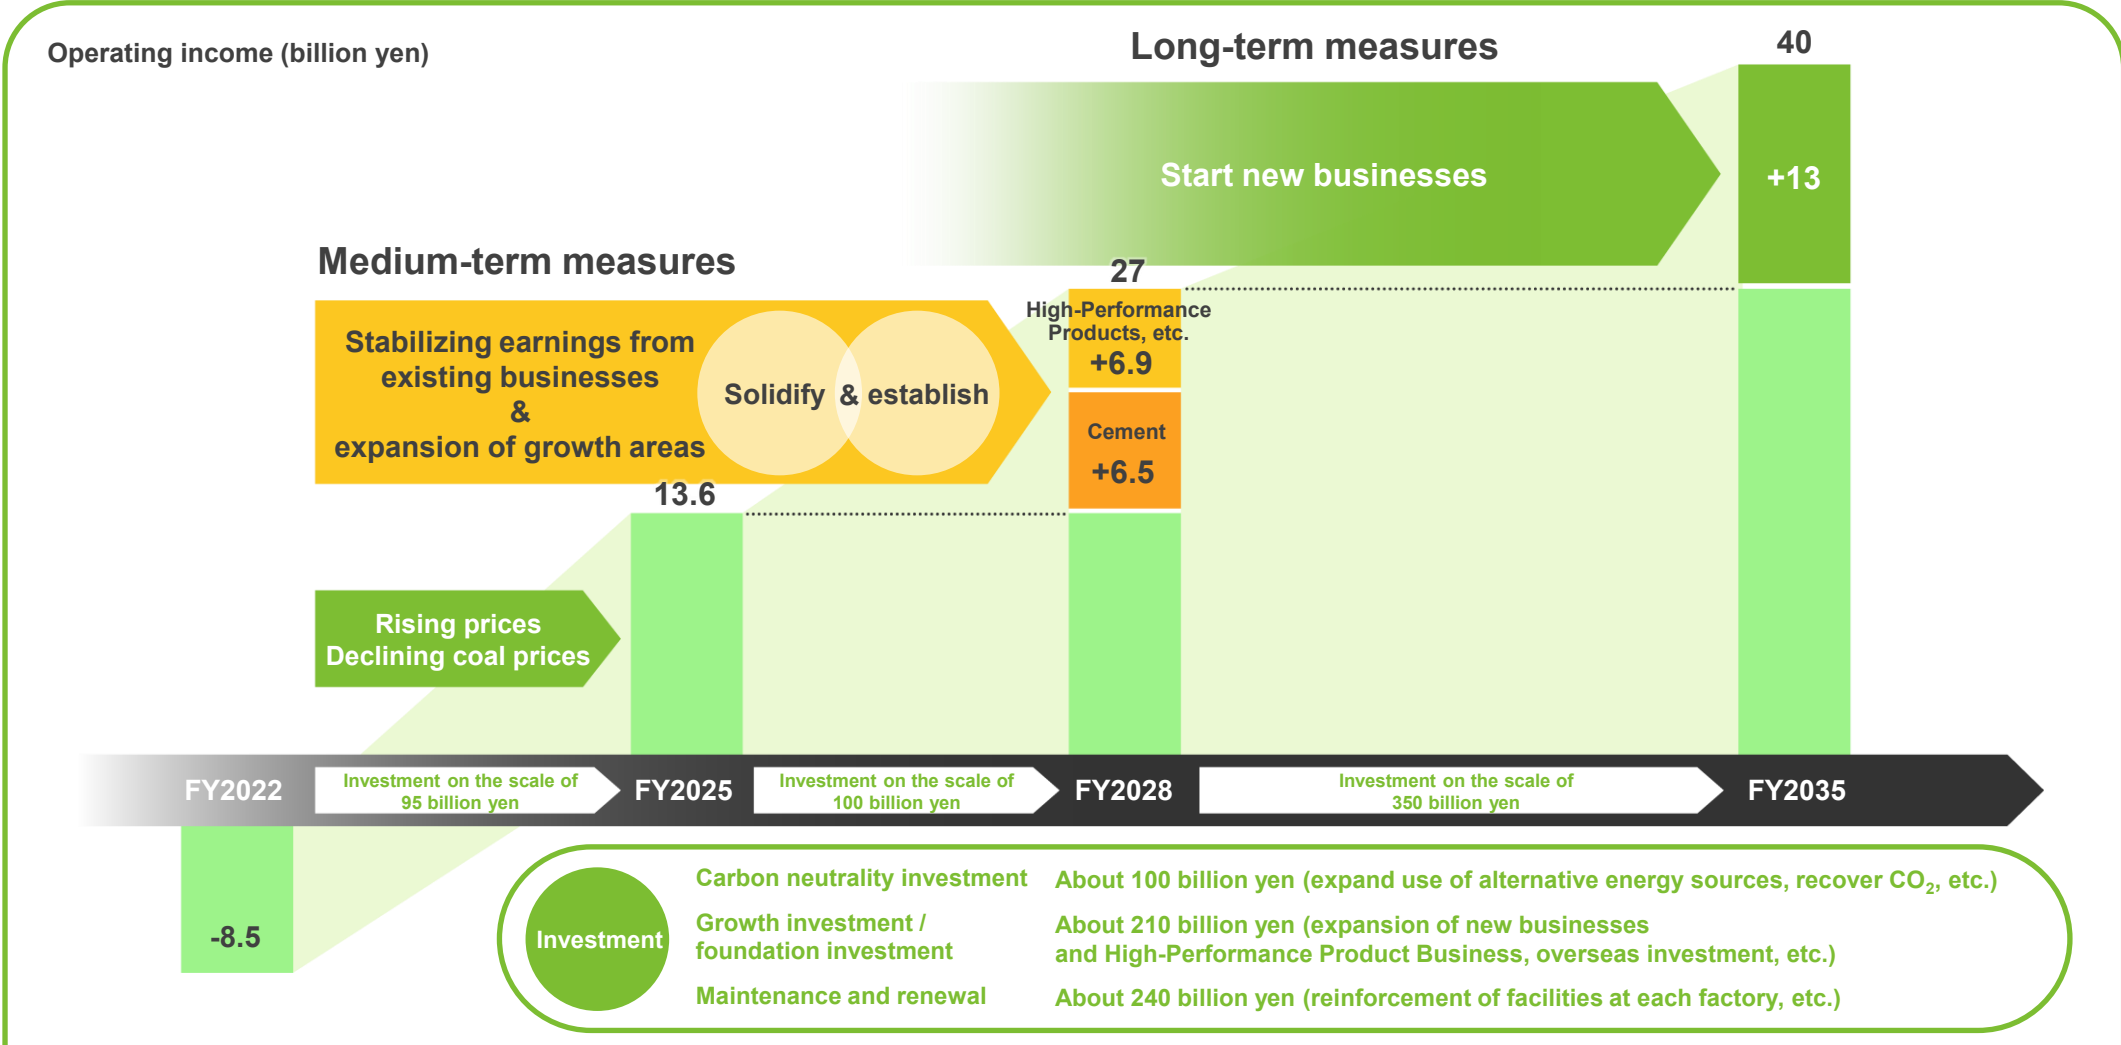 Operating income (billion yen)
Long-term measures
40
Start new businesses
+13
Medium-term measures
27
Stabilizing earnings from
existing businesses
&
expansion of growth areas
Solidify & establish
High-Performance
Products, etc.
+6.9
Cement
+6.5
13.6
Rising prices
Declining coal prices
FY2022
Investment on the scale of
95 billion yen
FY2025
Investment on the scale of
100 billion yen
FY2028
Investment on the scale of
350 billion yen
FY2035
-8.5
Investment
Carbon neutrality investment
About 100 billion yen (expand use of alternative energy sources, recover CO₂, etc.)
Growth investment /
foundation investment
About 210 billion yen (expansion of new businesses
and High-Performance Product Business, overseas investment, etc.)
Maintenance and renewal
About 240 billion yen (reinforcement of facilities at each factory, etc.)